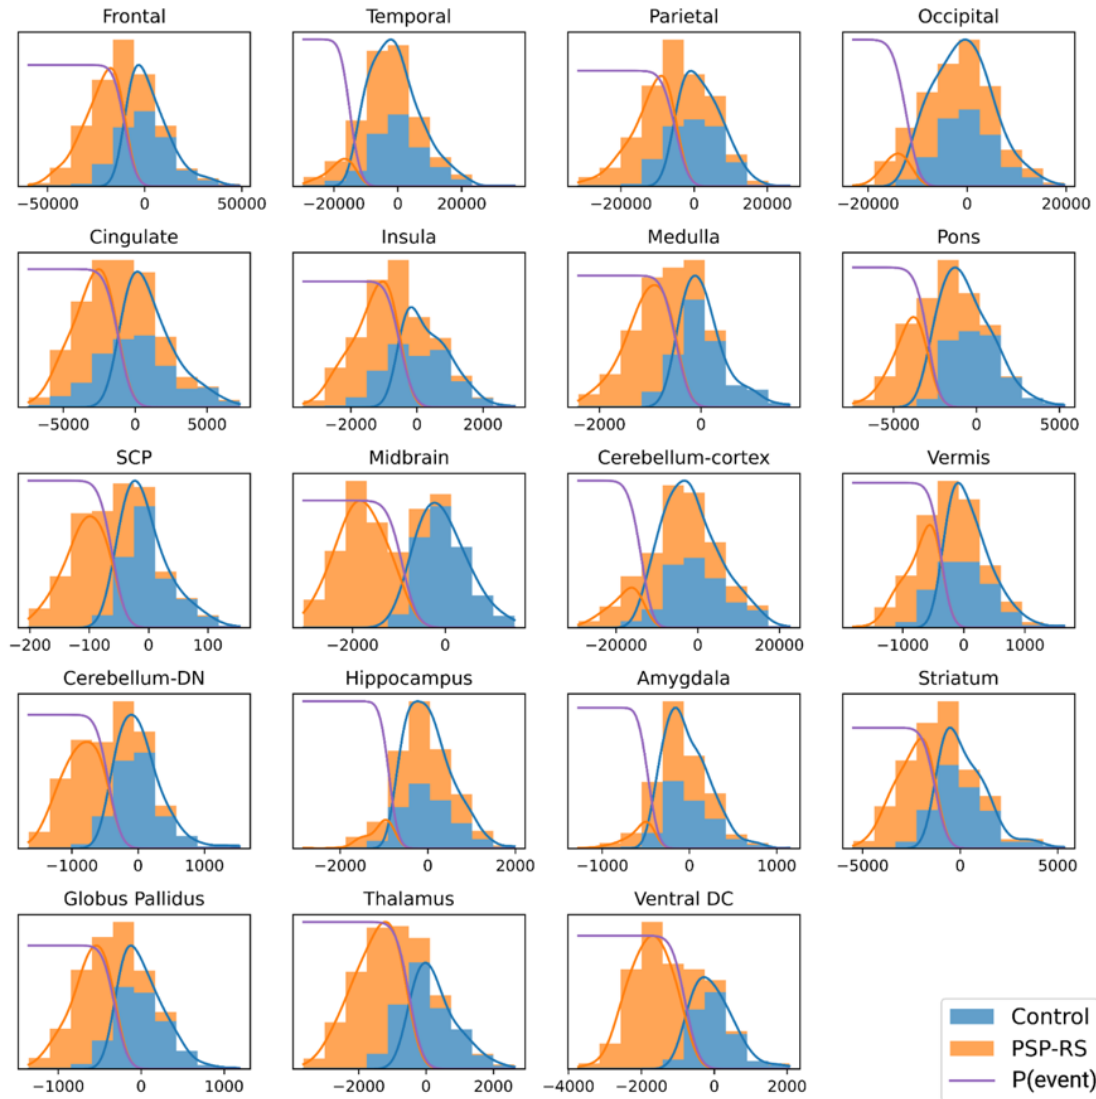 Frontal Temporal Parietal Occipital
−50000 0 50000 −20000 0 20000 −20000 0 20000 −20000 0 20000
Cingulate Insula Medulla Pons
−5000 0 5000 −2000 0 2000 −2000 0 −5000 0 5000
SCP Midbrain Cerebellum-cortex Vermis
−200 −100 0 100 −2000 0 −20000 0 20000 −1000 0 1000
Cerebellum-DN Hippocampus Amygdala Striatum
−1000 0 1000 −2000 0 2000 −1000 0 1000 −5000 0 5000
Globus Pallidus Thalamus Ventral DC
−1000 0 1000 −2000 0 2000 −4000 −2000 0 2000
Control
PSP-RS
P(event)